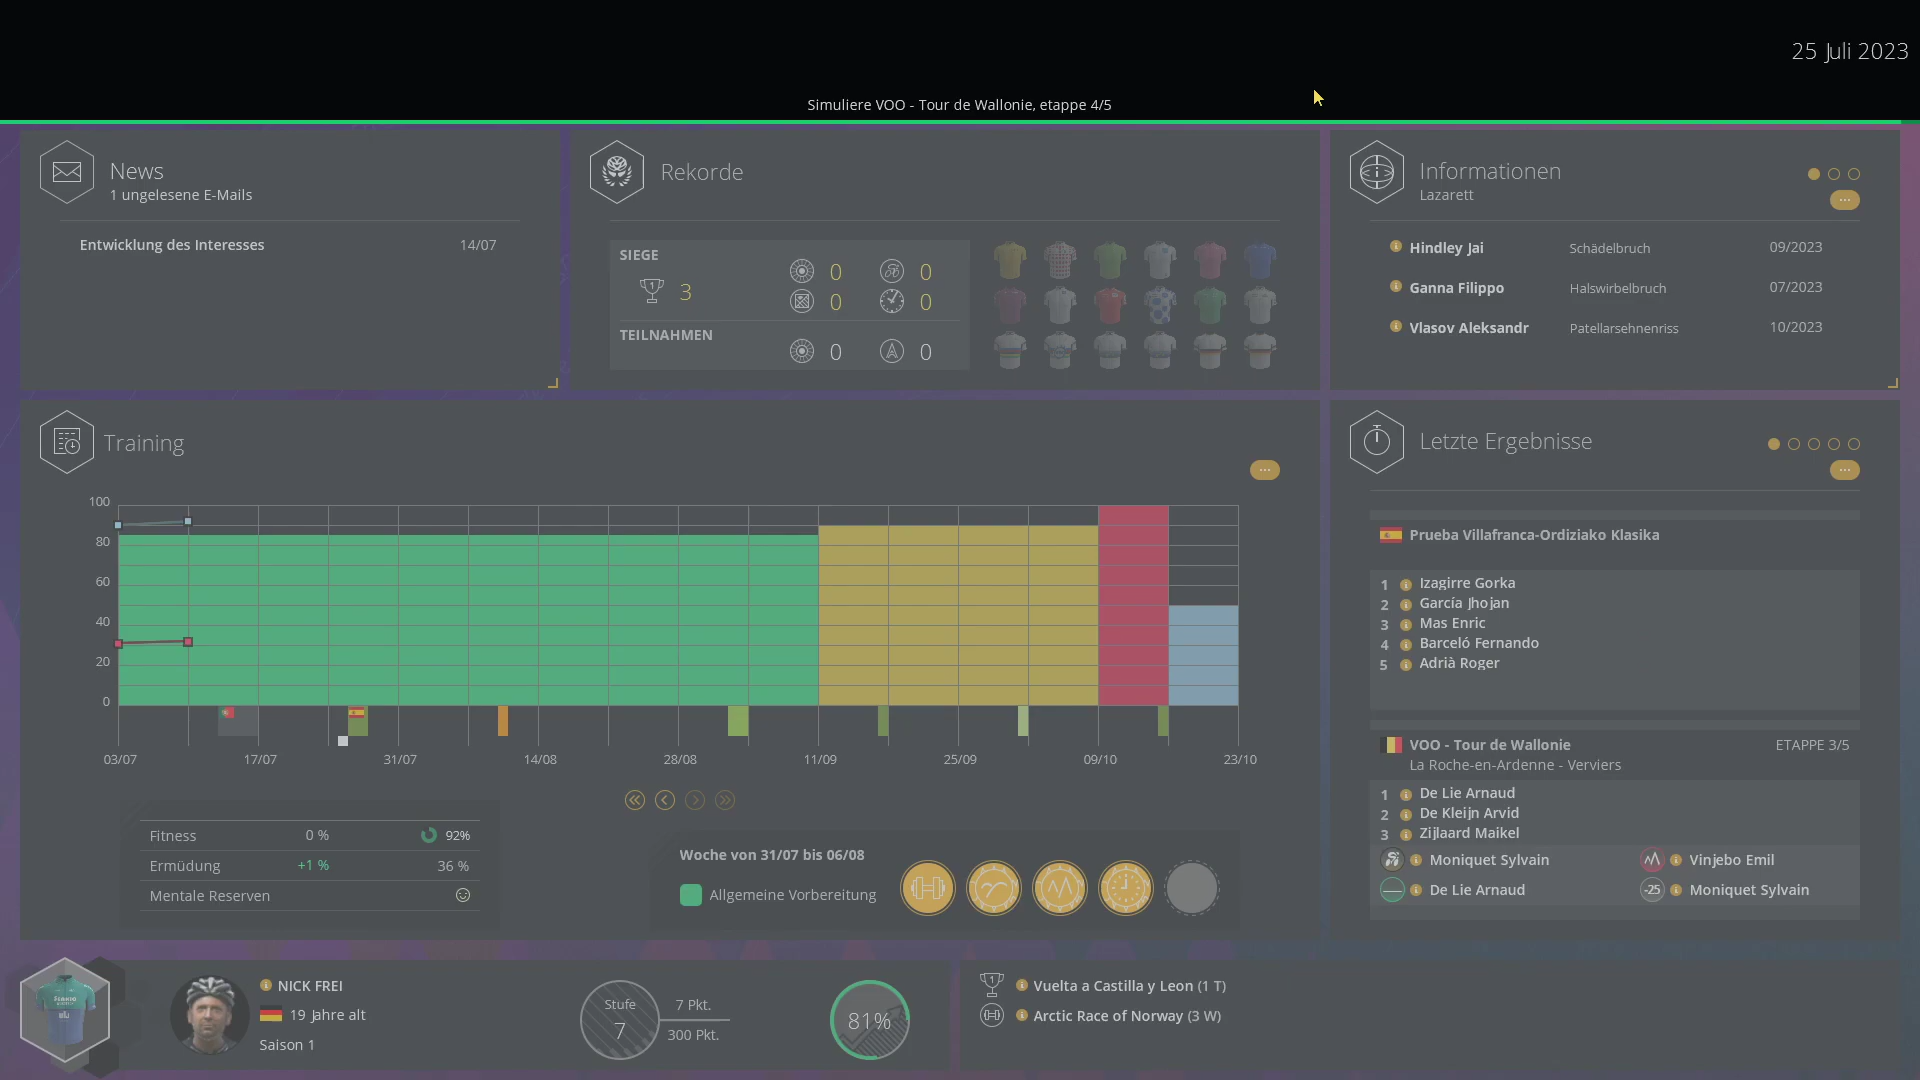 25 Juli 2023
Simuliere VOO - Tour de Wallonie, etappe 4/5
News
1 ungelesene E-Mails
Entwicklung des Interesses 14/07
Rekorde
SIEGE
3
0 0
0 0
TEILNAHMEN
0 0
Informationen
Lazarett
Hindley Jai Schädelbruch 09/2023
Ganna Filippo Halswirbelbruch 07/2023
Vlasov Aleksandr Patellarsehnenriss 10/2023
Training
100
80
60
40
20
0
03/07 17/07 31/07 14/08 28/08 11/09 25/09 09/10 23/10
Fitness 0 % 92%
Ermüdung +1 % 36 %
Mentale Reserven
Woche von 31/07 bis 06/08
Allgemeine Vorbereitung
Letzte Ergebnisse
Prueba Villafranca-Ordiziako Klasika
1 Izagirre Gorka
2 García Jhojan
3 Mas Enric
4 Barceló Fernando
5 Adrià Roger
VOO - Tour de Wallonie ETAPPE 3/5
La Roche-en-Ardenne - Verviers
1 De Lie Arnaud
2 De Kleijn Arvid
3 Zijlaard Maikel
Moniquet Sylvain Vinjebo Emil
De Lie Arnaud -25 Moniquet Sylvain
NICK FREI
19 Jahre alt
Saison 1
Stufe
7
7 Pkt.
300 Pkt.
81%
1 Vuelta a Castilla y Leon (1 T)
Arctic Race of Norway (3 W)